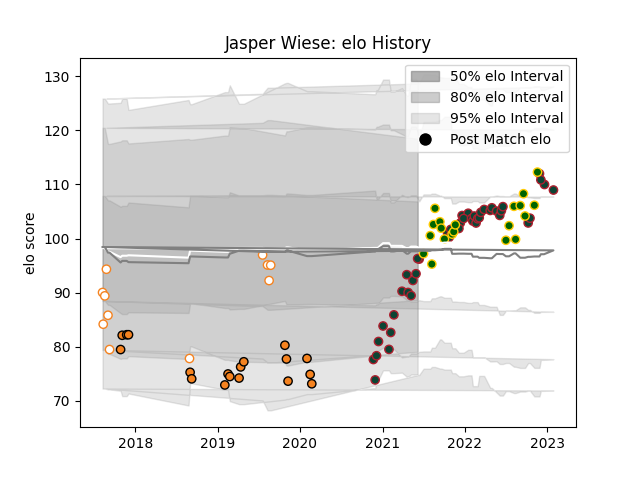 Jasper Wiese: elo History
50% elo Interval
80% elo Interval
95% elo Interval
Post Match elo
elo score
130
120
110
100
90
80
70
2018 2019 2020 2021 2022 2023